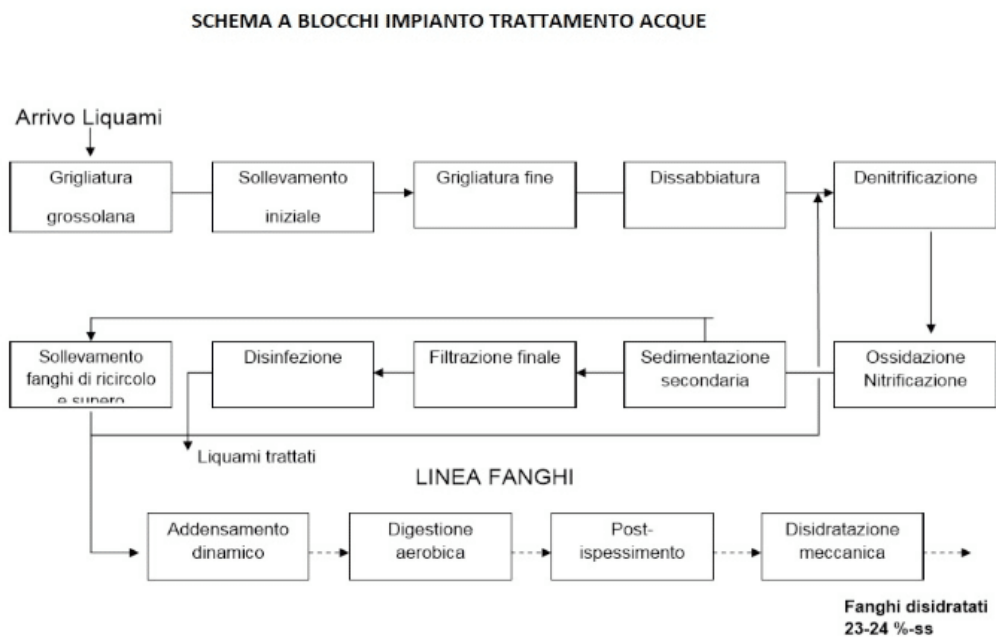 SCHEMA A BLOCCHI IMPIANTO TRATTAMENTO ACQUE
Arrivo Liquami
Grigliatura
grossolana
Sollevamento
iniziale
Grigliatura fine
Dissabbiatura
Denitrificazione
Sollevamento
fanghi di ricircolo
e supero
Disinfezione
Filtrazione finale
Sedimentazione
secondaria
Ossidazione
Nitrificazione
Liquami trattati
LINEA FANGHI
Addensamento
dinamico
Digestione
aerobica
Post-
ispessimento
Disidratazione
meccanica
Fanghi disidratati
23-24 %-ss